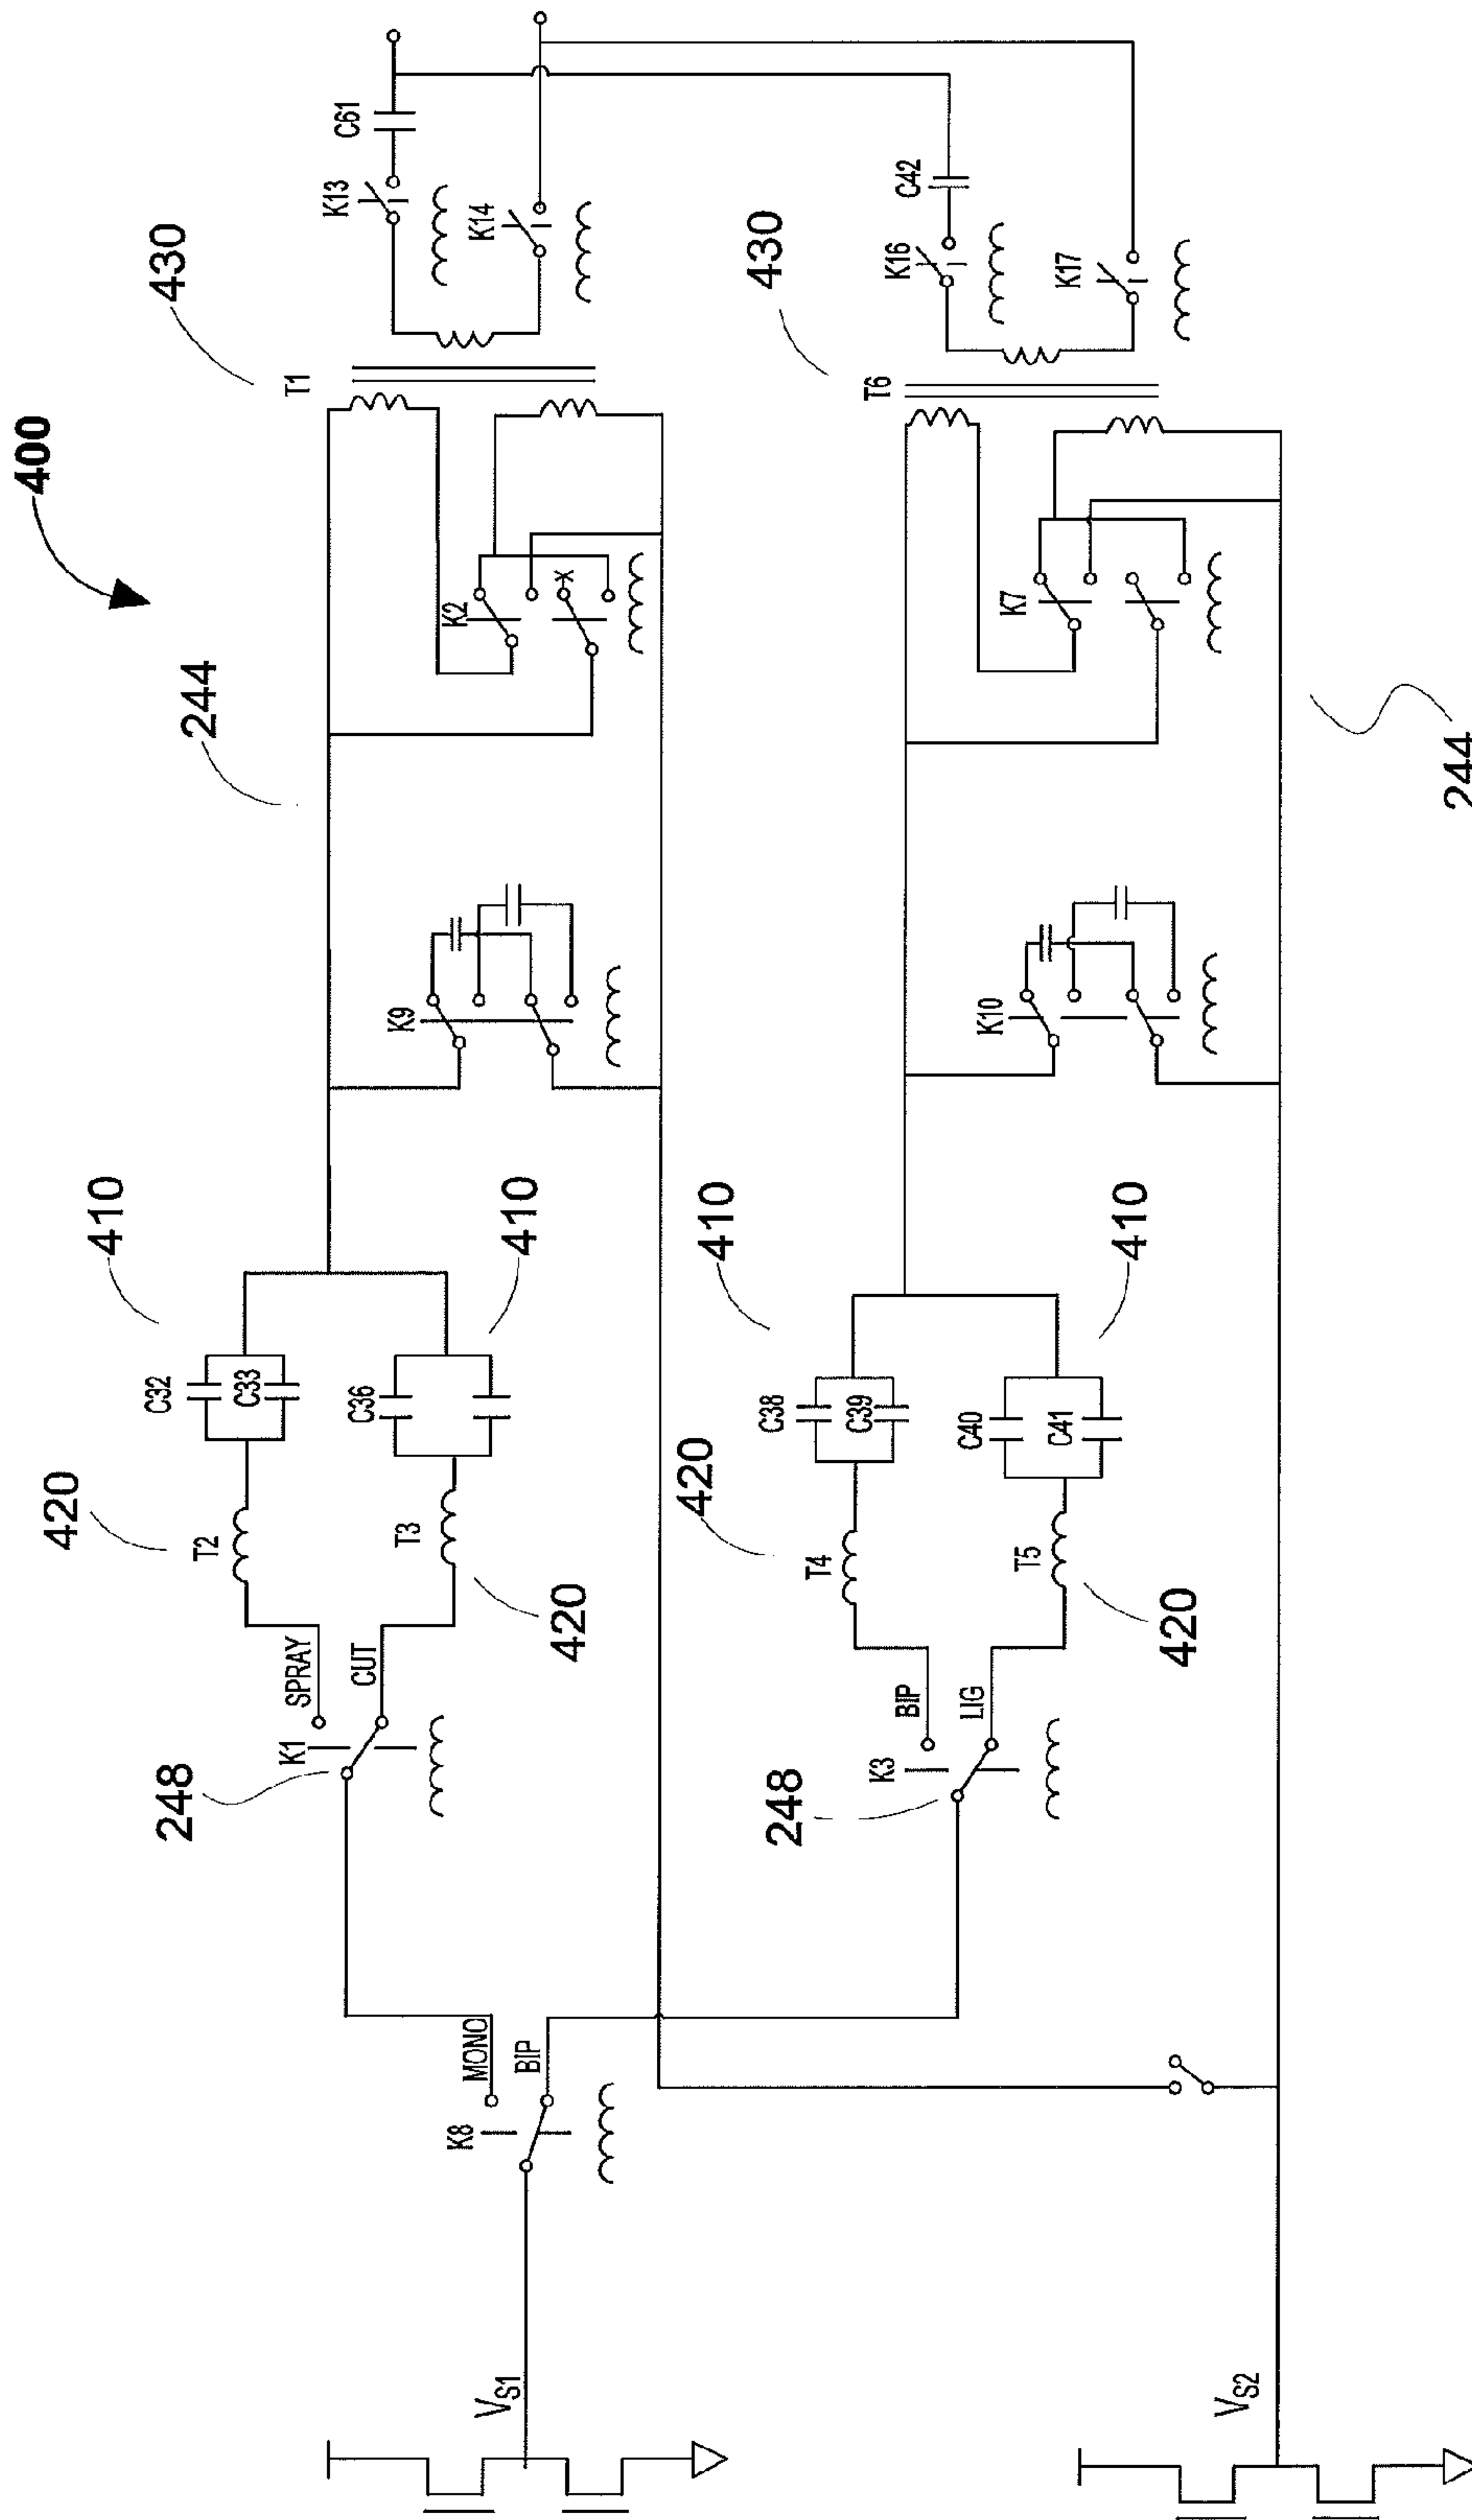 400
430
430
T1
T6
K13
C61
K14
K16
C42
K17
244
244
K2
K7
K9
K10
410
410
410
410
C32
C33
C36
C38
C39
C40
C41
420
420
420
420
T2
T3
T4
T5
SPRAY
CUT
K1
BIP
LIG
K3
248
248
MONO
BIP
K8
VS1
VS2